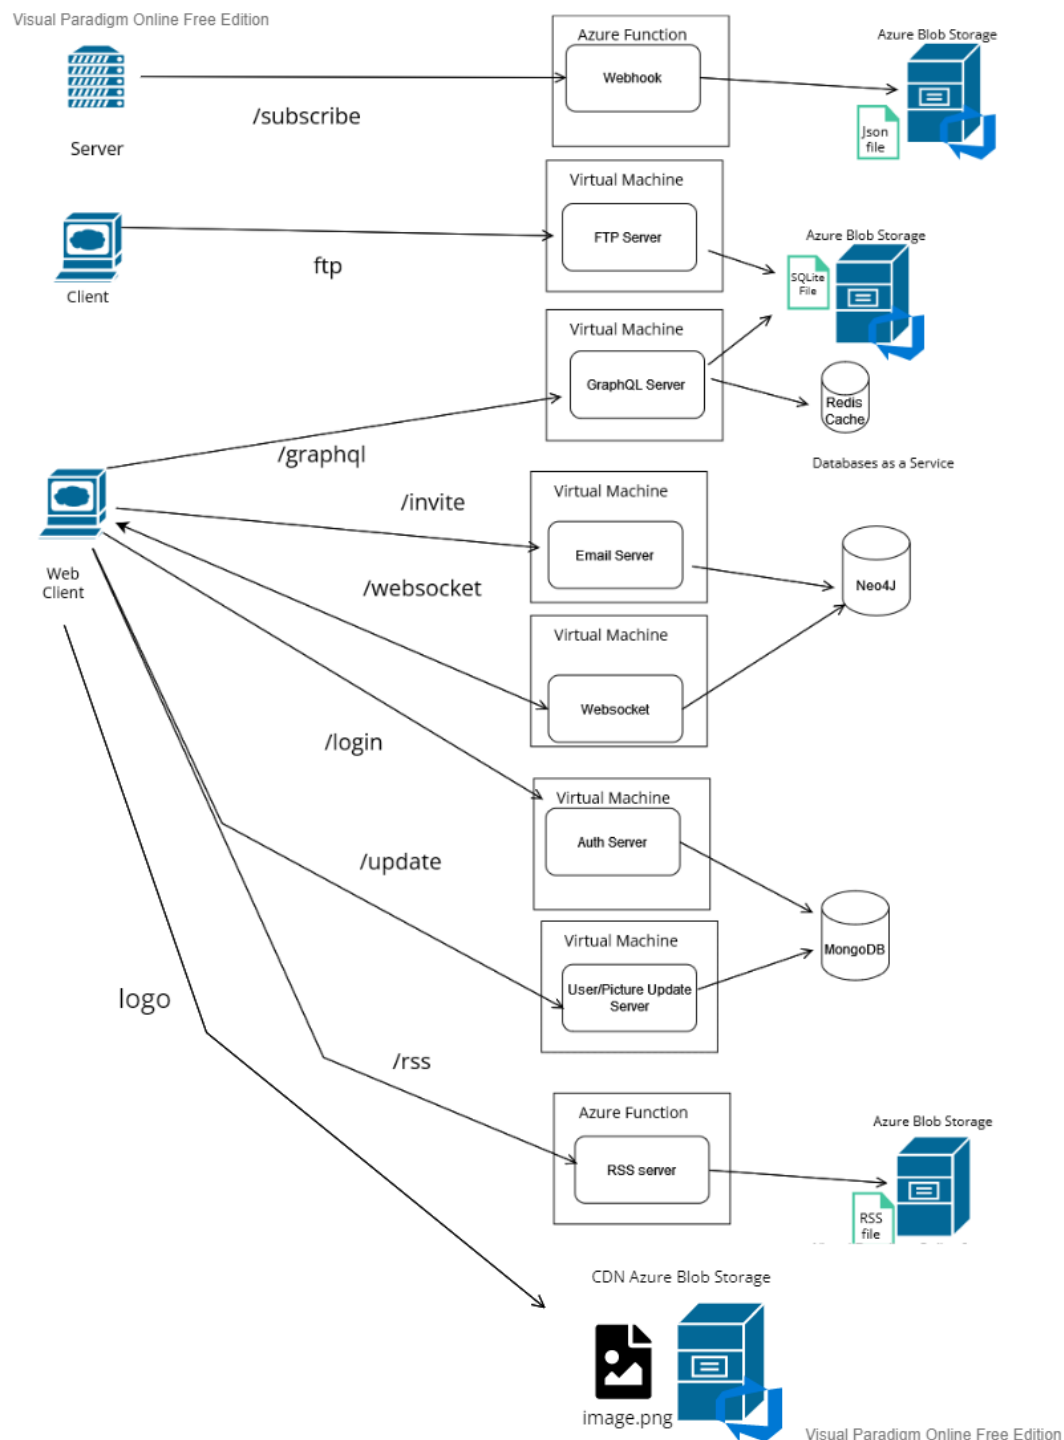 Visual Paradigm Online Free Edition
Azure Function
Azure Blob Storage
Webhook
/subscribe
Json
file
Server
Virtual Machine
FTP Server
ftp
Client
Azure Blob Storage
SQLite
File
Virtual Machine
GraphQL Server
Redis
Cache
/graphql
Databases as a Service
Virtual Machine
/invite
Email Server
Web
Client
/websocket
Neo4J
Virtual Machine
Websocket
/login
Virtual Machine
Auth Server
/update
Virtual Machine
MongoDB
User/Picture Update
Server
logo
/rss
Azure Function
Azure Blob Storage
RSS server
RSS
file
CDN Azure Blob Storage
image.png
Visual Paradigm Online Free Edition